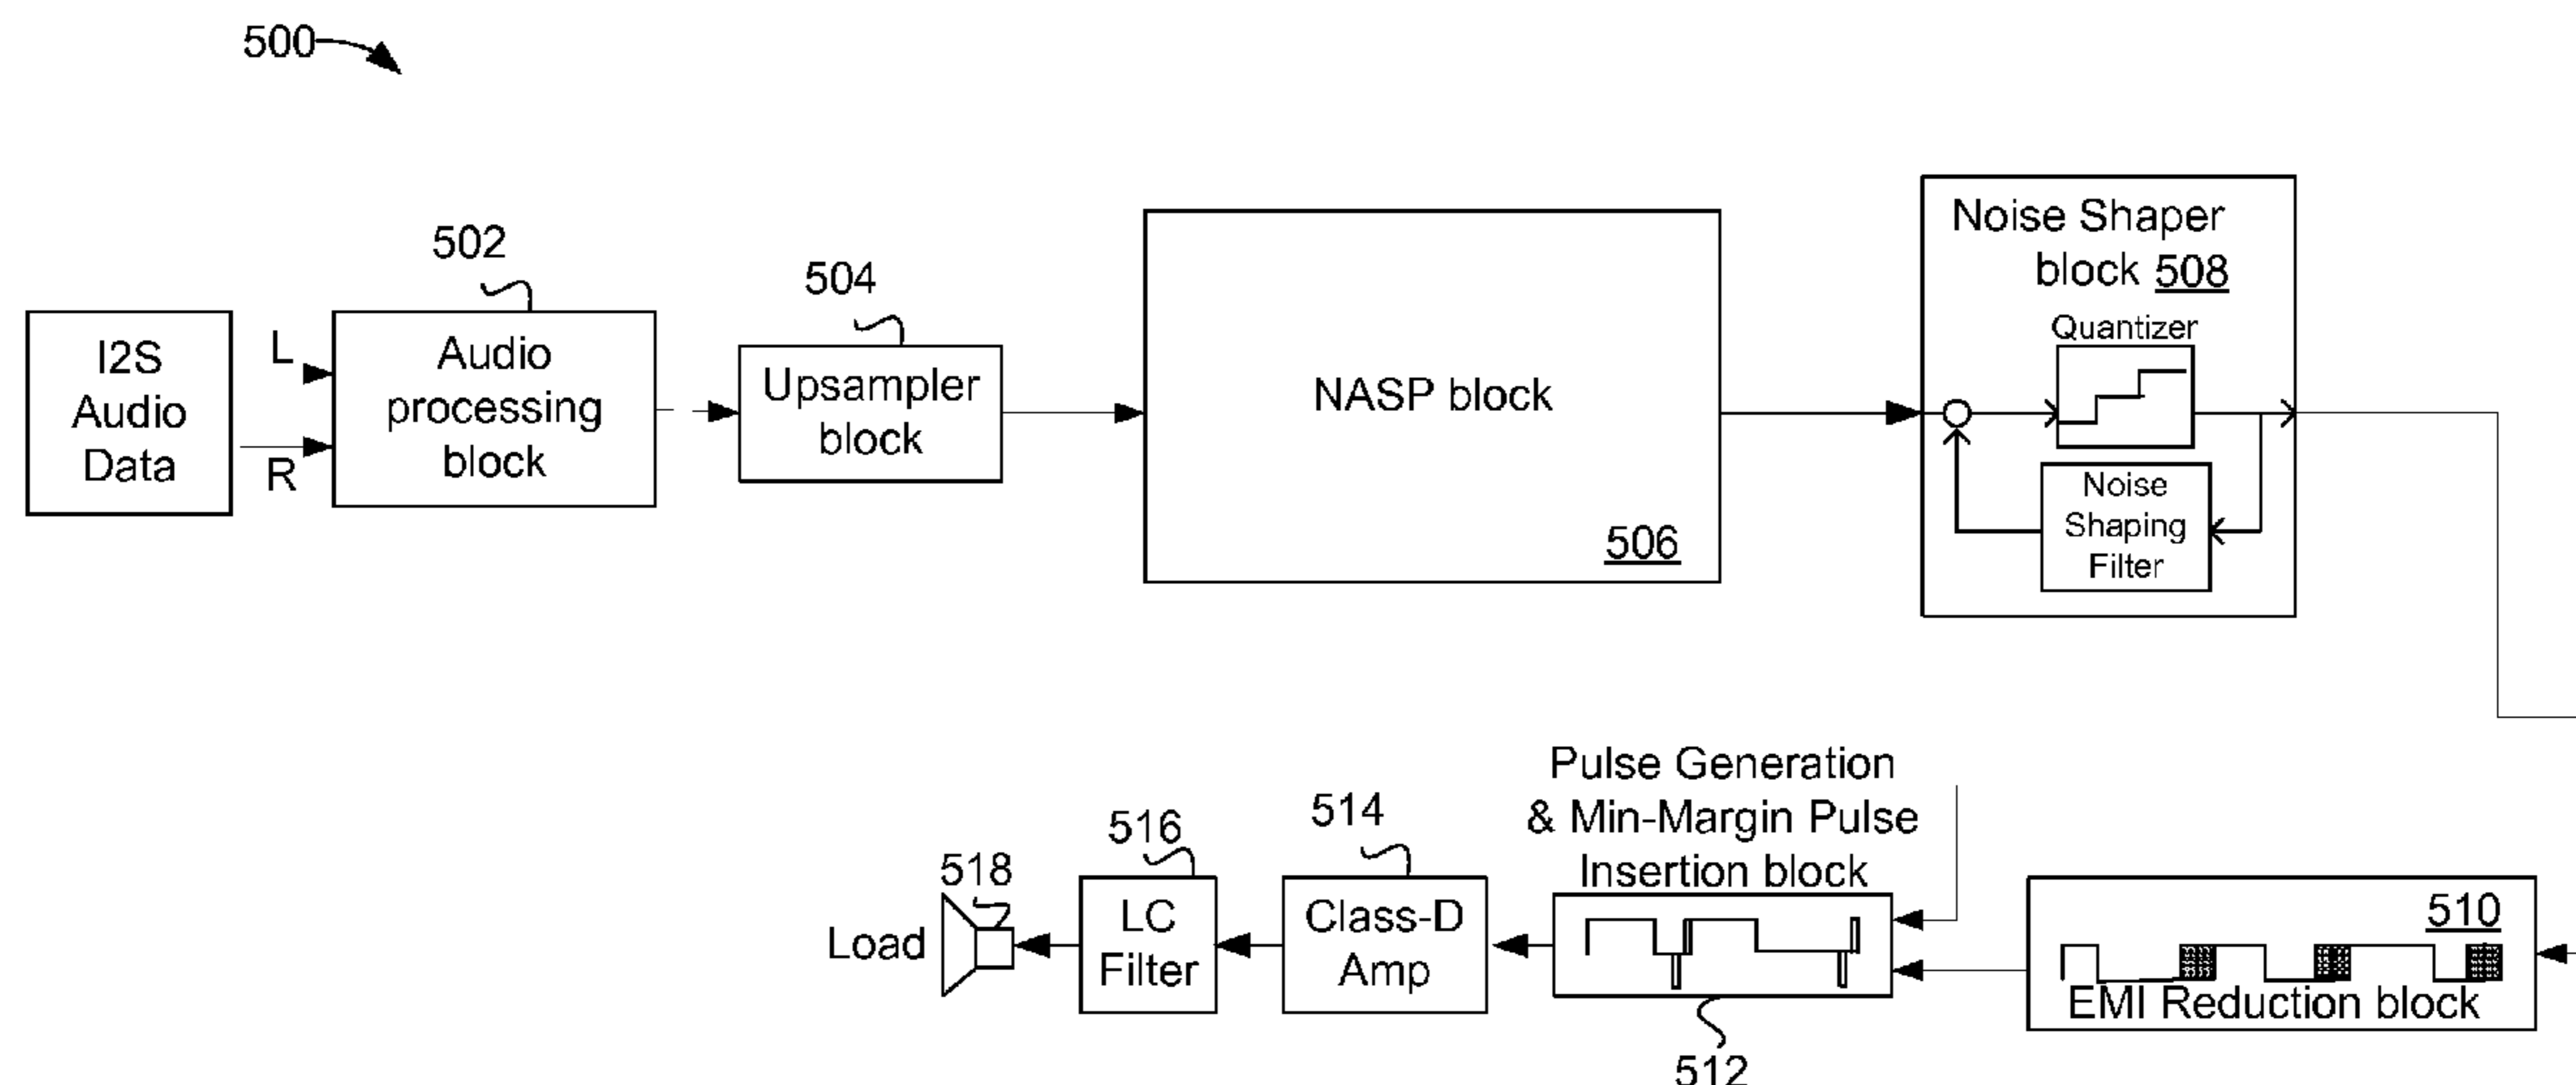 500
502
504
I2S
Audio
Data
L
R
Audio
processing
block
Upsampler
block
NASP block
506
Noise Shaper
block 508
Quantizer
Noise
Shaping
Filter
Pulse Generation
& Min-Margin Pulse
Insertion block
514
516
518
Load
LC
Filter
Class-D
Amp
512
510
EMI Reduction block